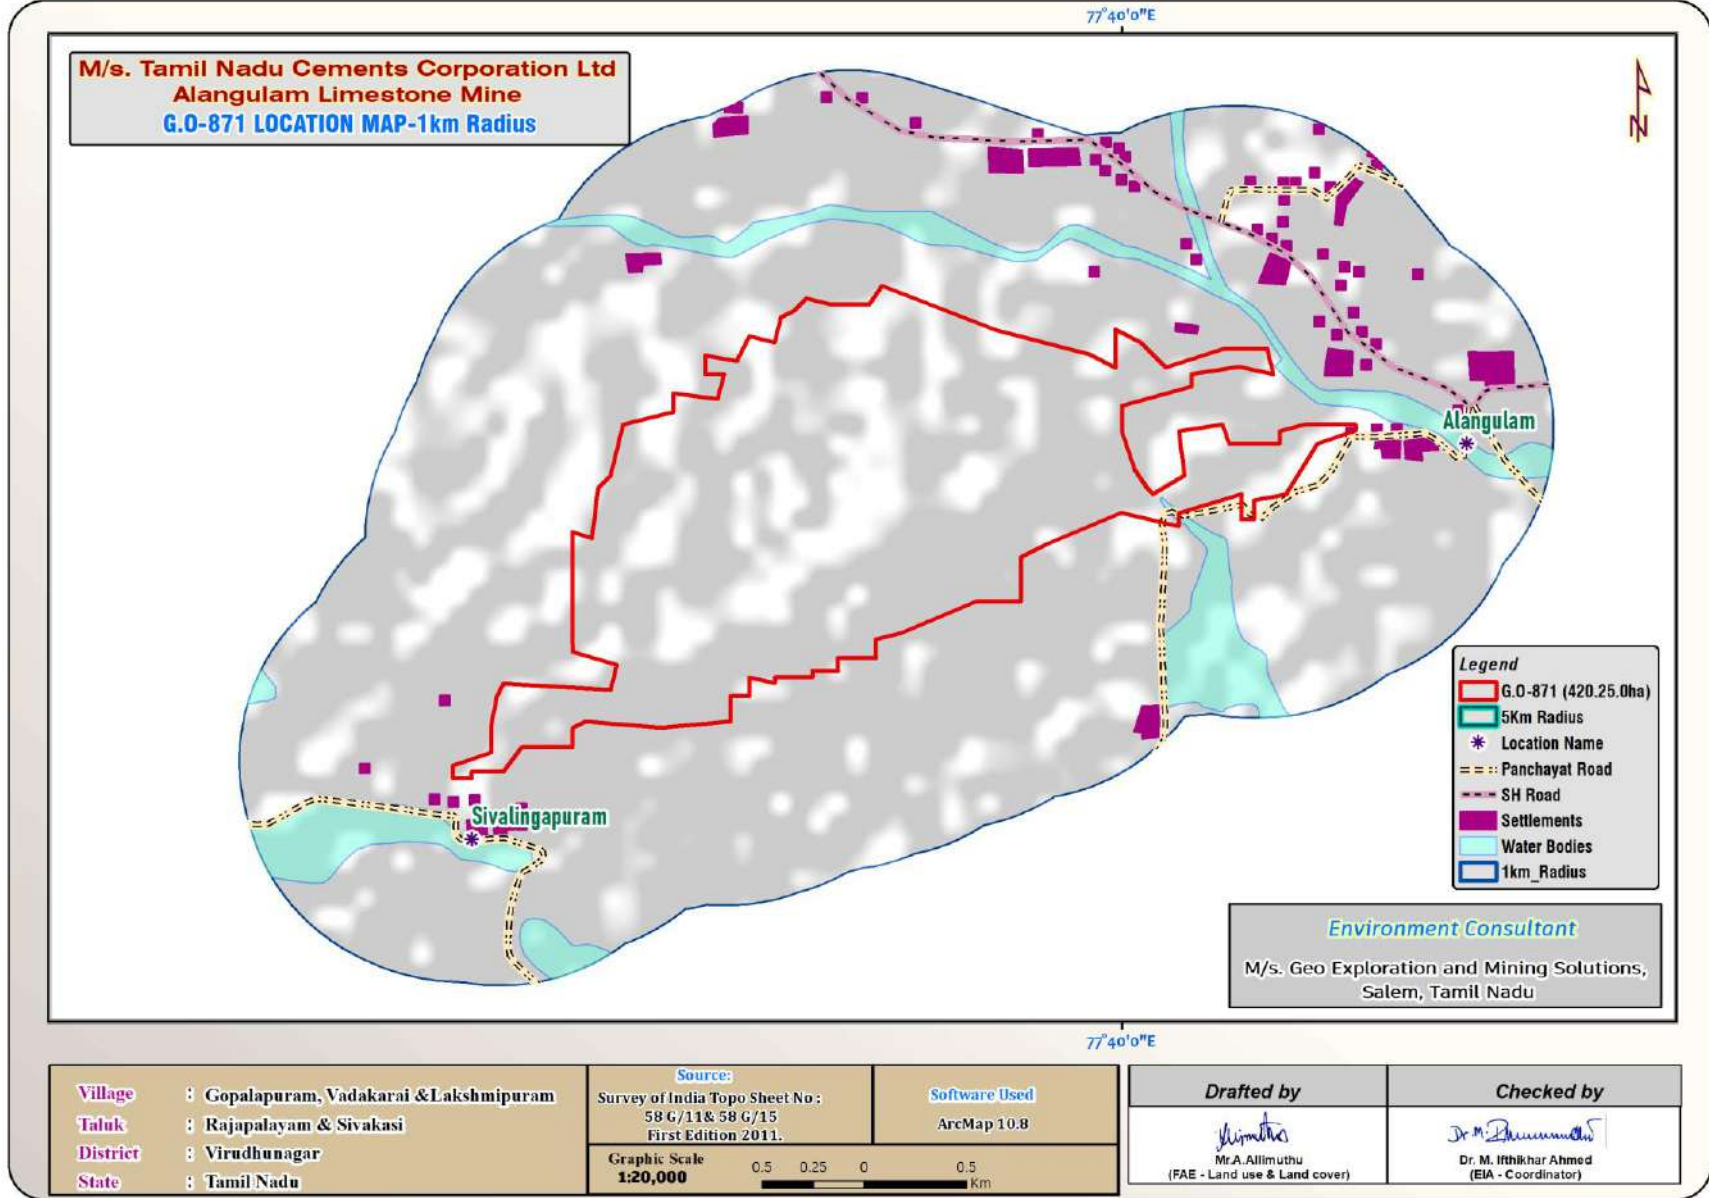 77°40'0"E
M/s. Tamil Nadu Cements Corporation Ltd
Alangulam Limestone Mine
G.O-871 LOCATION MAP-1km Radius
N
Alangulam
Sivalingapuram
Legend
G.O-871 (420.25.0ha)
5Km Radius
Location Name
Panchayat Road
SH Road
Settlements
Water Bodies
1km_Radius
Environment Consultant
M/s. Geo Exploration and Mining Solutions,
Salem, Tamil Nadu
77°40'0"E
Village : Gopalapuram, Vadakarai &Lakshmipuram
Taluk : Rajapalayam & Sivakasi
District : Virudhunagar
State : Tamil Nadu
Source:
Survey of India Topo Sheet No :
58 G/11& 58 G/15
First Edition 2011.
Graphic Scale
1:20,000
0.5 0.25 0 0.5
Km
Software Used
ArcMap 10.8
Drafted by
Mr.A.Allimuthu
(FAE - Land use & Land cover)
Checked by
Dr. M.
Dr. M. Ifthikhar Ahmed
(EIA - Coordinator)